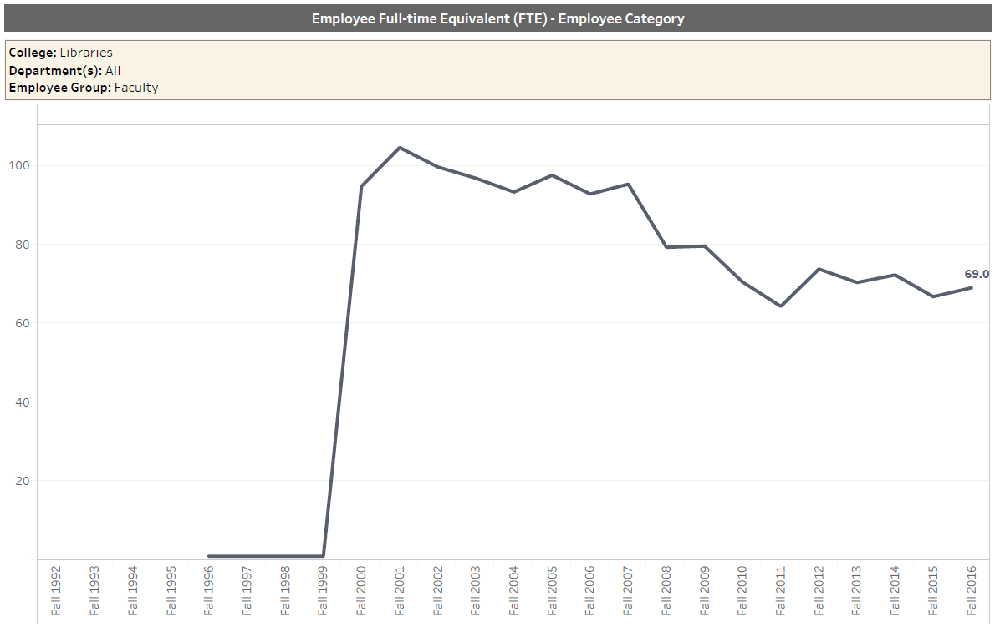 Employee Full-time Equivalent (FTE) - Employee Category
College: Libraries
Department(s): All
Employee Group: Faculty
100
80
60
40
20
69.0
Fall 1992
Fall 1993
Fall 1994
Fall 1995
Fall 1996
Fall 1997
Fall 1998
Fall 1999
Fall 2000
Fall 2001
Fall 2002
Fall 2003
Fall 2004
Fall 2005
Fall 2006
Fall 2007
Fall 2008
Fall 2009
Fall 2010
Fall 2011
Fall 2012
Fall 2013
Fall 2014
Fall 2015
Fall 2016